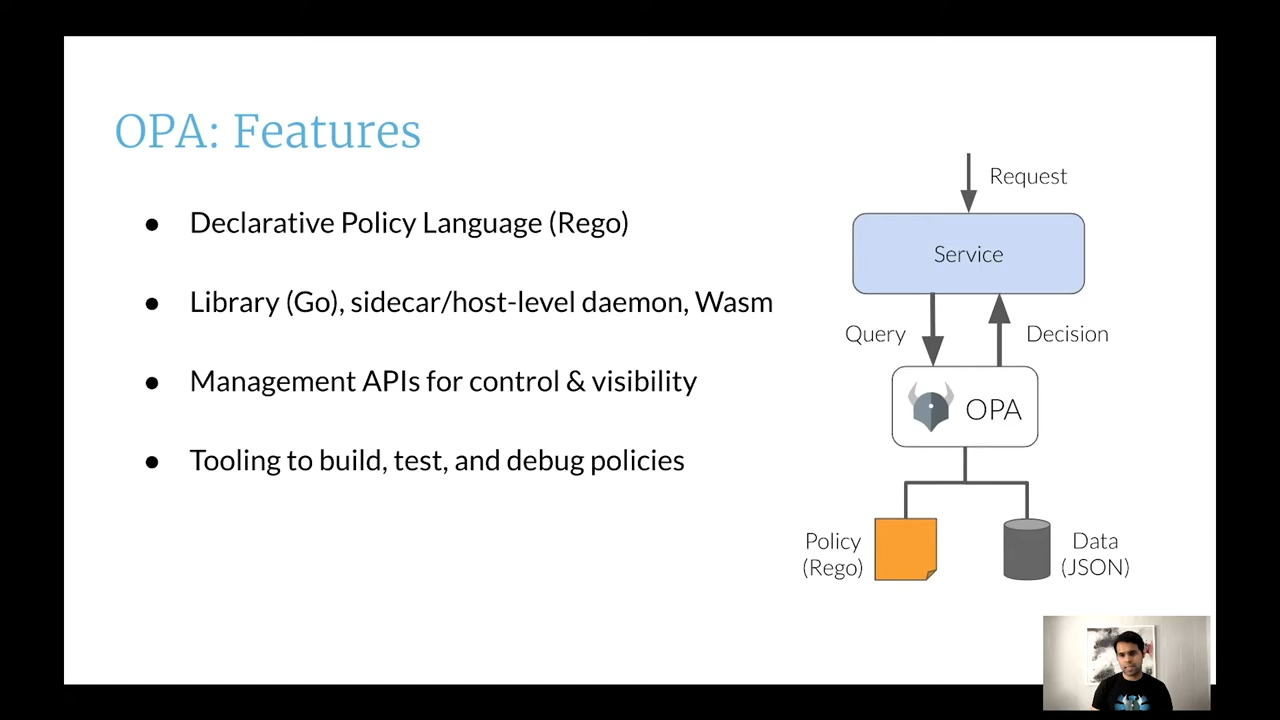 OPA: Features
● Declarative Policy Language (Rego)
● Library (Go), sidecar/host-level daemon, Wasm
● Management APIs for control & visibility
● Tooling to build, test, and debug policies
Request
Service
Query
Decision
OPA
Policy
(Rego)
Data
(JSON)